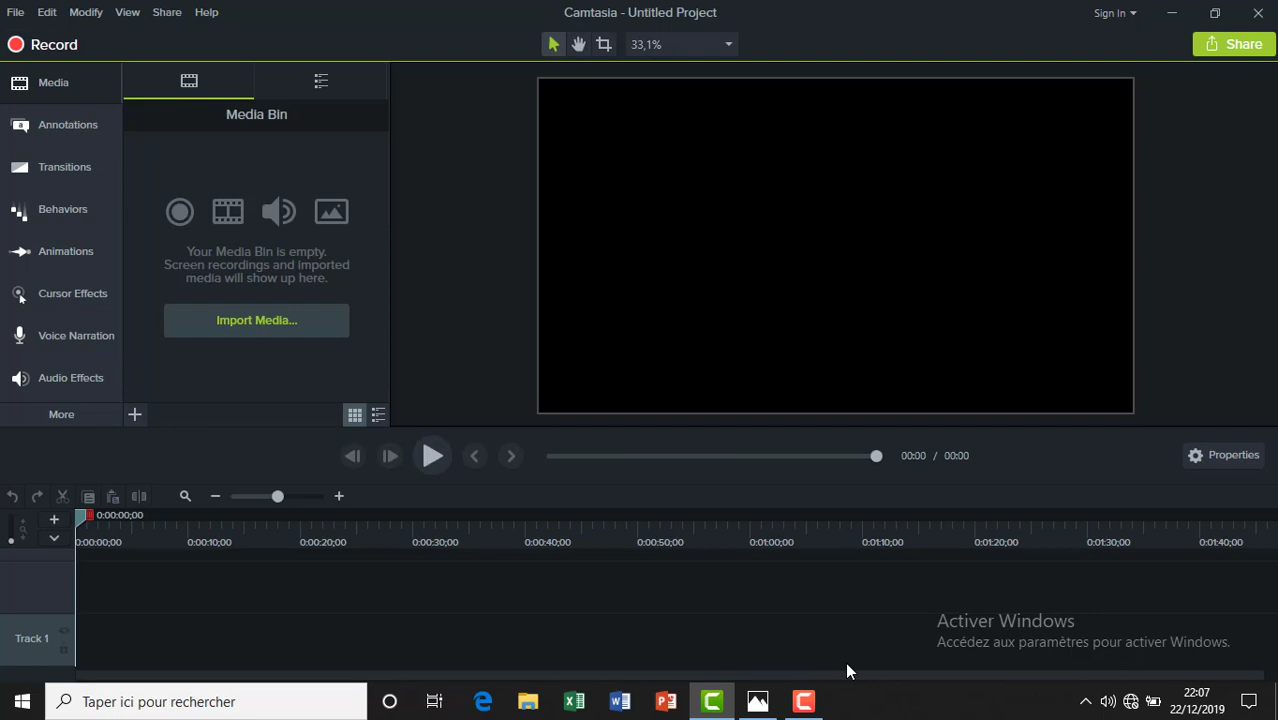 File Edit Modify View Share Help
Camtasia - Untitled Project
Sign In
Record
33,1%
Share
Media
Annotations
Transitions
Behaviors
Animations
Cursor Effects
Voice Narration
Audio Effects
More
Media Bin
Your Media Bin is empty.
Screen recordings and imported
media will show up here.
Import Media...
00:00 / 00:00
Properties
0:00:00;00
0:00:00;00 0:00:10;00 0:00:20;00 0:00:30;00 0:00:40;00 0:00:50;00 0:01:00;00 0:01:10;00 0:01:20;00 0:01:30;00 0:01:40;00
Track 1
Activer Windows
Accédez aux paramètres pour activer Windows.
Taper ici pour rechercher
22:07
22/12/2019